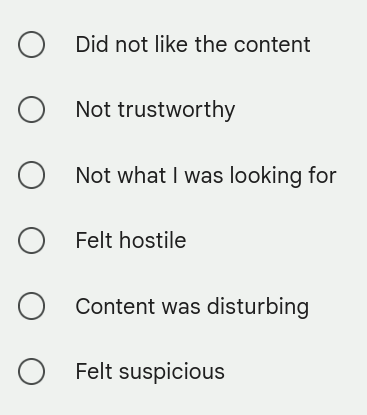 Did not like the content
Not trustworthy
Not what I was looking for
Felt hostile
Content was disturbing
Felt suspicious